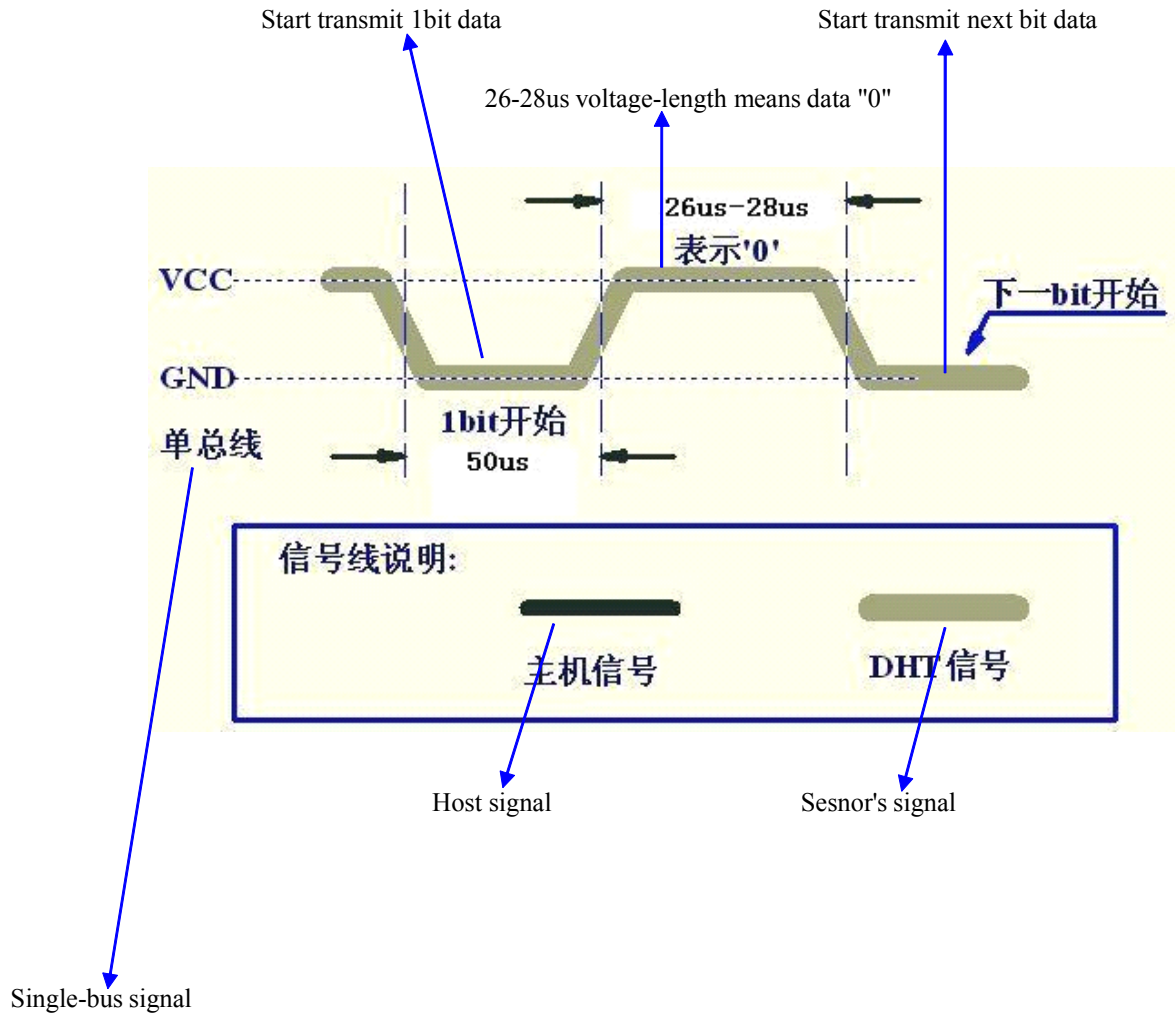 Start transmit 1bit data
Start transmit next bit data
26-28us voltage-length means data "0"
26us-28us
表示'0'
VCC
下一bit开始
GND
1bit开始
单总线
50us
信号线说明:
主机信号
DHT信号
Host signal
Sesnor's signal
Single-bus signal